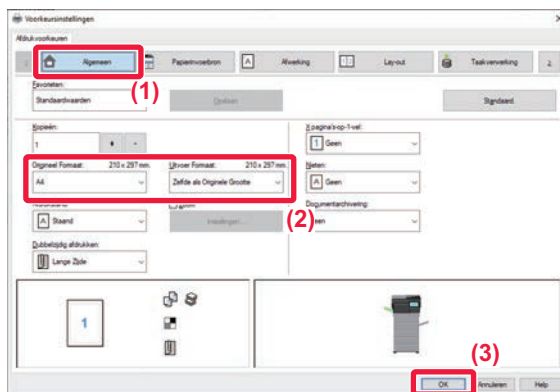 Voorkeursinstellingen
Afdrukvoorkeuren
Algemeen
Papierinvoerbron
Afwerking
Lay-out
Taakverwerking
Favorieten:
(1)
Standaardwaarden
Opslaan
Standaard
Kopieën:
X pagina's-op-1-vel:
1
1 Geen
Origineel Formaat: 210 x 297 mm.
Uitvoer Formaat: 210 x 297 mm.
Nieten:
A4
Zelfde als Originele Grootte
A Geen
(2)
Documentarchivering:
A Staand
Instellingen...
Geen
Dubbelzijdig afdrukken:
Lange Zijde
1
(3)
OK
Annuleren
Help